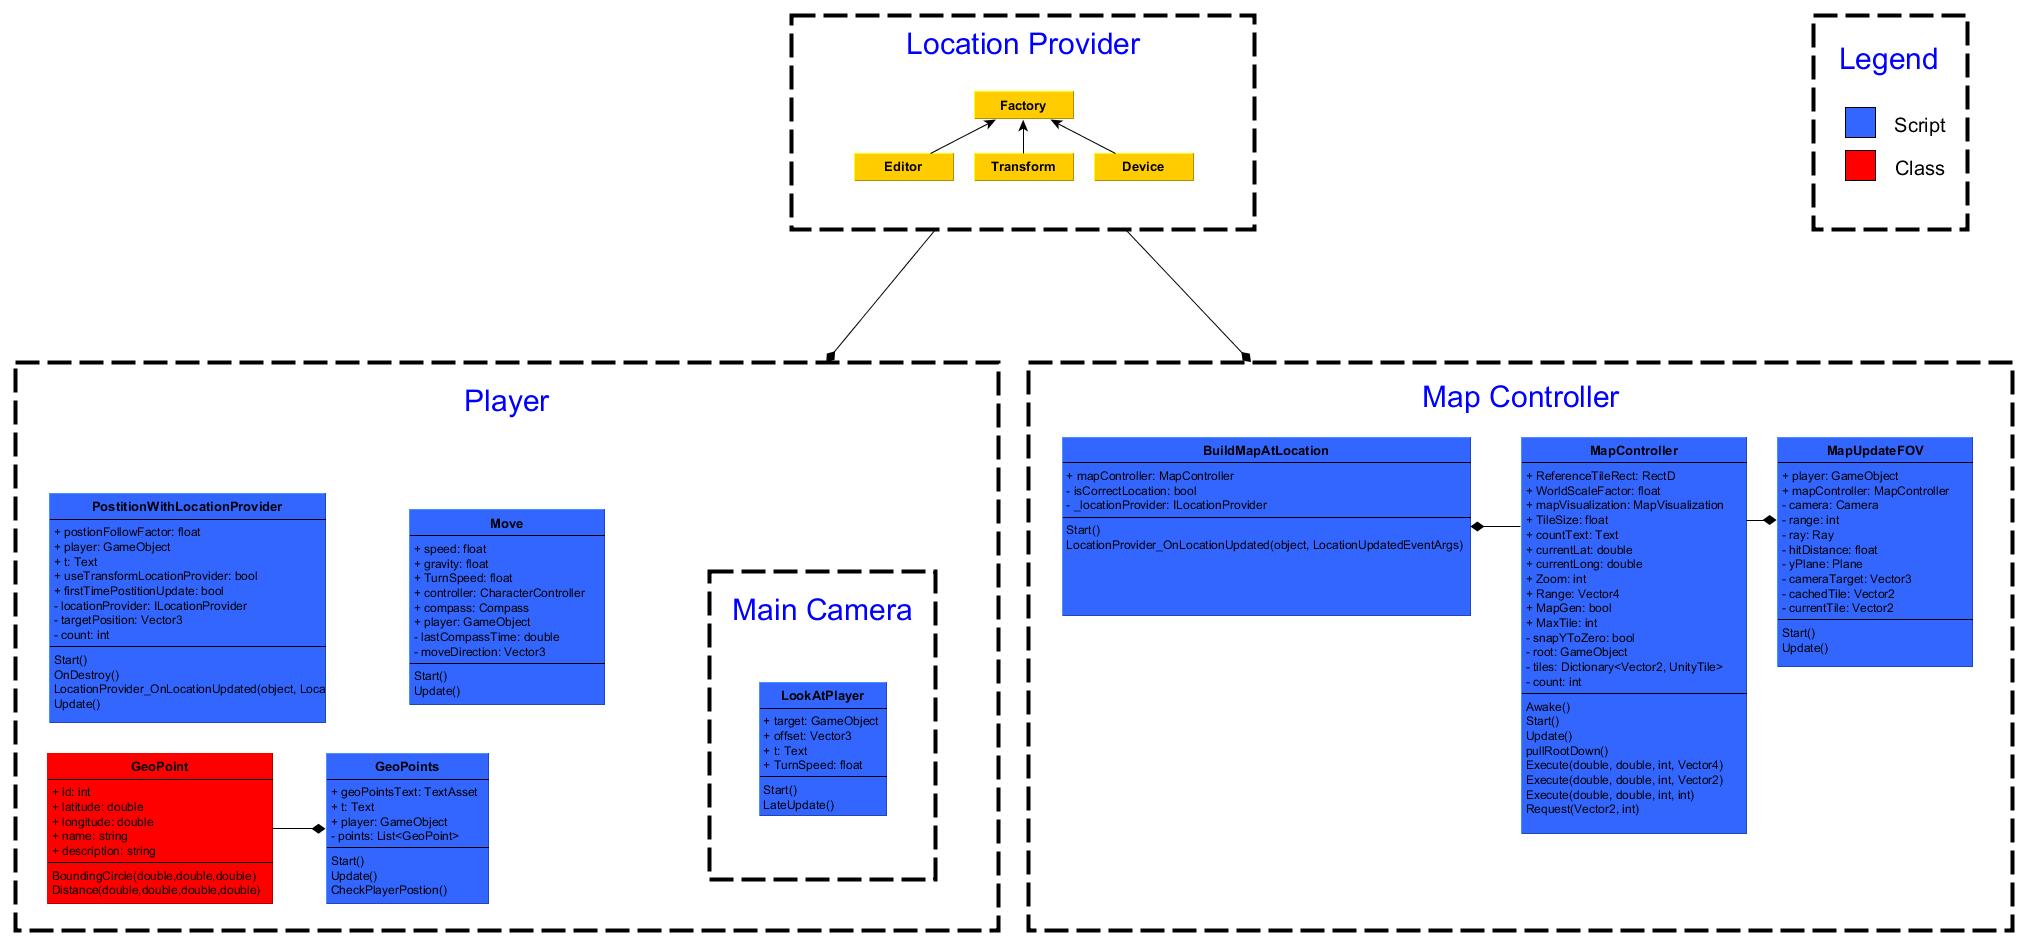 Location Provider
Factory
Editor
Transform
Device
Legend
Script
Class
Player
PostitionWithLocationProvider
+ postionFollowFactor: float
+ player: GameObject
+ t: Text
+ useTransformLocationProvider: bool
+ firstTimePostitionUpdate: bool
- locationProvider: ILocationProvider
- targetPosition: Vector3
- count: int
Start()
OnDestroy()
LocationProvider_OnLocationUpdated(object, Loca
Update()
Move
+ speed: float
+ gravity: float
+ TurnSpeed: float
+ controller: CharacterController
+ compass: Compass
+ player: GameObject
- lastCompassTime: double
- moveDirection: Vector3
Start()
Update()
GeoPoint
+ id: int
+ latitude: double
+ longitude: double
+ name: string
+ description: string
BoundingCircle(double,double,double)
Distance(double,double,double,double)
GeoPoints
+ geoPointsText: TextAsset
+ t: Text
+ player: GameObject
- points: List<GeoPoint>
Start()
Update()
CheckPlayerPostion()
Main Camera
LookAtPlayer
+ target: GameObject
+ offset: Vector3
+ t: Text
+ TurnSpeed: float
Start()
LateUpdate()
Map Controller
BuildMapAtLocation
+ mapController: MapController
- isCorrectLocation: bool
- _locationProvider: ILocationProvider
Start()
LocationProvider_OnLocationUpdated(object, LocationUpdatedEventArgs)
MapController
+ ReferenceTileRect: RectD
+ WorldScaleFactor: float
+ mapVisualization: MapVisualization
+ TileSize: float
+ countText: Text
+ currentLat: double
+ currentLong: double
+ Zoom: int
+ Range: Vector4
+ MapGen: bool
+ MaxTile: int
- snapYToZero: bool
- root: GameObject
- tiles: Dictionary<Vector2, UnityTile>
- count: int
Awake()
Start()
Update()
pullRootDown()
Execute(double, double, int, Vector4)
Execute(double, double, int, Vector2)
Execute(double, double, int, int)
Request(Vector2, int)
MapUpdateFOV
+ player: GameObject
+ mapController: MapController
- camera: Camera
- range: int
- ray: Ray
- hitDistance: float
- yPlane: Plane
- cameraTarget: Vector3
- cachedTile: Vector2
- currentTile: Vector2
Start()
Update()